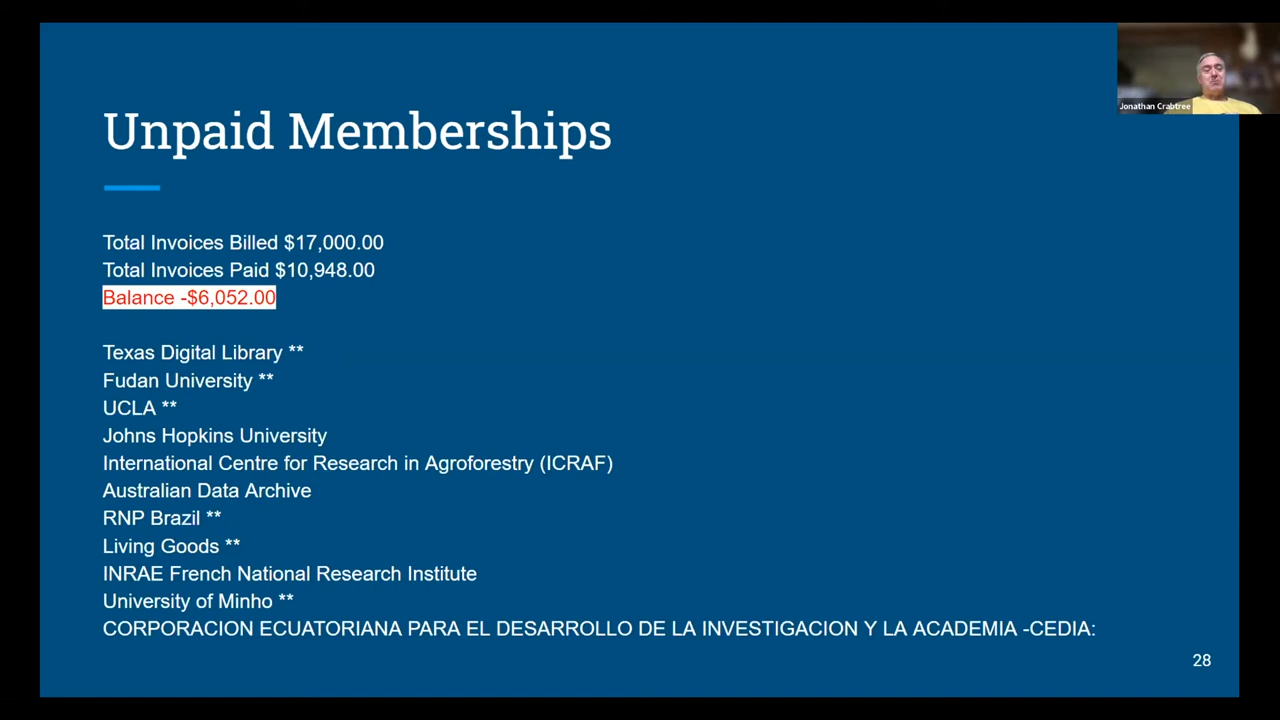 Jonathan Crabtree
Unpaid Memberships
Total Invoices Billed $17,000.00
Total Invoices Paid $10,948.00
Balance -$6,052.00
Texas Digital Library **
Fudan University **
UCLA **
Johns Hopkins University
International Centre for Research in Agroforestry (ICRAF)
Australian Data Archive
RNP Brazil **
Living Goods **
INRAE French National Research Institute
University of Minho **
CORPORACION ECUATORIANA PARA EL DESARROLLO DE LA INVESTIGACION Y LA ACADEMIA -CEDIA:
28